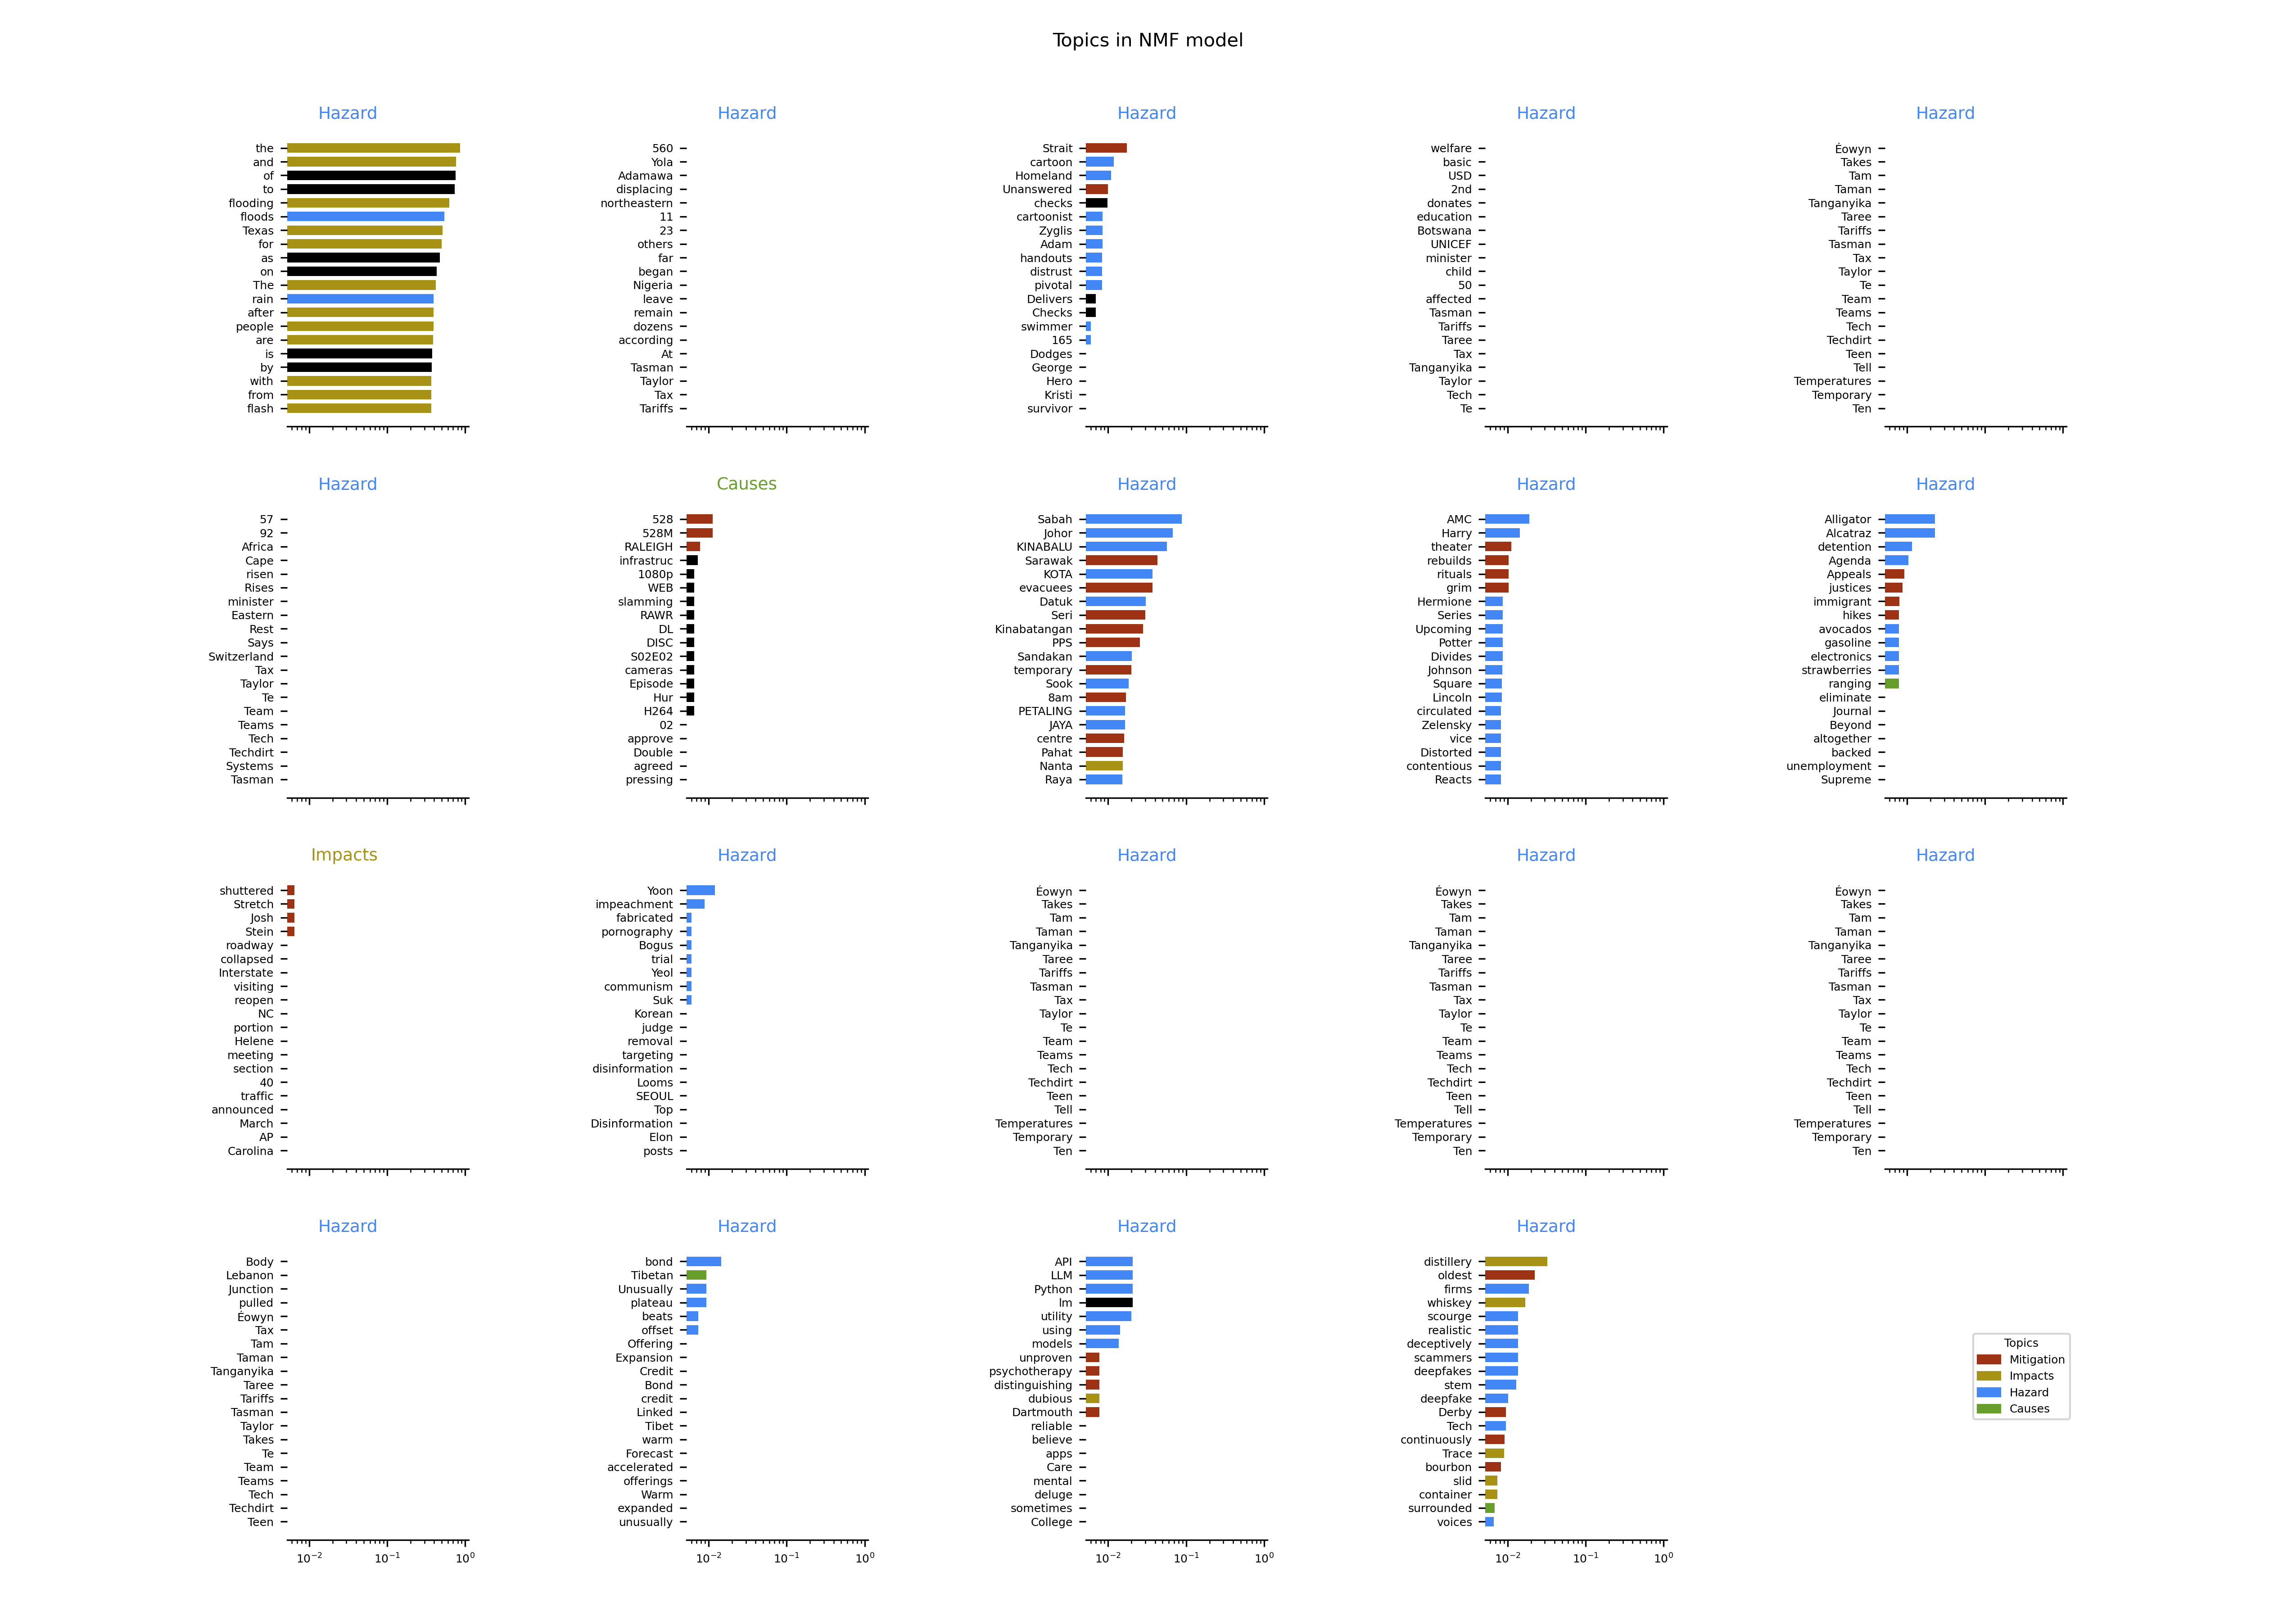 Topics in NMF model
Hazard
the
and
of
to
flooding
floods
Texas
for
as
on
The
rain
after
people
are
is
by
with
from
flash
Hazard
560
Yola
Adamawa
displacing
northeastern
11
23
others
far
began
Nigeria
leave
remain
dozens
according
At
Tasman
Taylor
Tax
Tariffs
Hazard
Strait
cartoon
Homeland
Unanswered
checks
cartoonist
Zyglis
Adam
handouts
distrust
pivotal
Delivers
Checks
swimmer
165
Dodges
George
Hero
Kristi
survivor
Hazard
welfare
basic
USD
2nd
donates
education
Botswana
UNICEF
minister
child
50
affected
Tasman
Tariffs
Taree
Tax
Tanganyika
Taylor
Tech
Te
Hazard
Éowyn
Takes
Tam
Taman
Tanganyika
Taree
Tariffs
Tasman
Tax
Taylor
Te
Team
Teams
Tech
Techdirt
Teen
Tell
Temperatures
Temporary
Ten
Hazard
57
92
Africa
Cape
risen
Rises
minister
Eastern
Rest
Says
Switzerland
Tax
Taylor
Te
Team
Teams
Tech
Techdirt
Systems
Tasman
Causes
528
528M
RALEIGH
infrastruc
1080p
WEB
slamming
RAWR
DL
DISC
S02E02
cameras
Episode
Hur
H264
02
approve
Double
agreed
pressing
Hazard
Sabah
Johor
KINABALU
Sarawak
KOTA
evacuees
Datuk
Seri
Kinabatangan
PPS
Sandakan
temporary
Sook
8am
PETALING
JAYA
centre
Pahat
Nanta
Raya
Hazard
AMC
Harry
theater
rebuilds
rituals
grim
Hermione
Series
Upcoming
Potter
Divides
Johnson
Square
Lincoln
circulated
Zelensky
vice
Distorted
contentious
Reacts
Hazard
Alligator
Alcatraz
detention
Agenda
Appeals
justices
immigrant
hikes
avocados
gasoline
electronics
strawberries
ranging
eliminate
Journal
Beyond
altogether
backed
unemployment
Supreme
Impacts
shuttered
Stretch
Josh
Stein
roadway
collapsed
Interstate
visiting
reopen
NC
portion
Helene
meeting
section
40
traffic
announced
March
AP
Carolina
Hazard
Yoon
impeachment
fabricated
pornography
Bogus
trial
Yeol
communism
Suk
Korean
judge
removal
targeting
disinformation
Looms
SEOUL
Top
Disinformation
Elon
posts
Hazard
Éowyn
Takes
Tam
Taman
Tanganyika
Taree
Tariffs
Tasman
Tax
Taylor
Te
Team
Teams
Tech
Techdirt
Teen
Tell
Temperatures
Temporary
Ten
Hazard
Éowyn
Takes
Tam
Taman
Tanganyika
Taree
Tariffs
Tasman
Tax
Taylor
Te
Team
Teams
Tech
Techdirt
Teen
Tell
Temperatures
Temporary
Ten
Hazard
Éowyn
Takes
Tam
Taman
Tanganyika
Taree
Tariffs
Tasman
Tax
Taylor
Te
Team
Teams
Tech
Techdirt
Teen
Tell
Temperatures
Temporary
Ten
Hazard
Body
Lebanon
Junction
pulled
Éowyn
Tax
Tam
Taman
Tanganyika
Taree
Tariffs
Tasman
Taylor
Takes
Te
Team
Teams
Tech
Techdirt
Teen
10⁻² 10⁻¹ 10⁰
Hazard
bond
Tibetan
Unusually
plateau
beats
offset
Offering
Expansion
Credit
Bond
credit
Linked
Tibet
warm
Forecast
accelerated
offerings
Warm
expanded
unusually
10⁻² 10⁻¹ 10⁰
Hazard
API
LLM
Python
lm
utility
using
models
unproven
psychotherapy
distinguishing
dubious
Dartmouth
reliable
believe
apps
Care
mental
deluge
sometimes
College
10⁻² 10⁻¹ 10⁰
Hazard
distillery
oldest
firms
whiskey
scourge
realistic
deceptively
scammers
deepfakes
stem
deepfake
Derby
Tech
continuously
Trace
bourbon
slid
container
surrounded
voices
10⁻² 10⁻¹ 10⁰
Topics
Mitigation
Impacts
Hazard
Causes